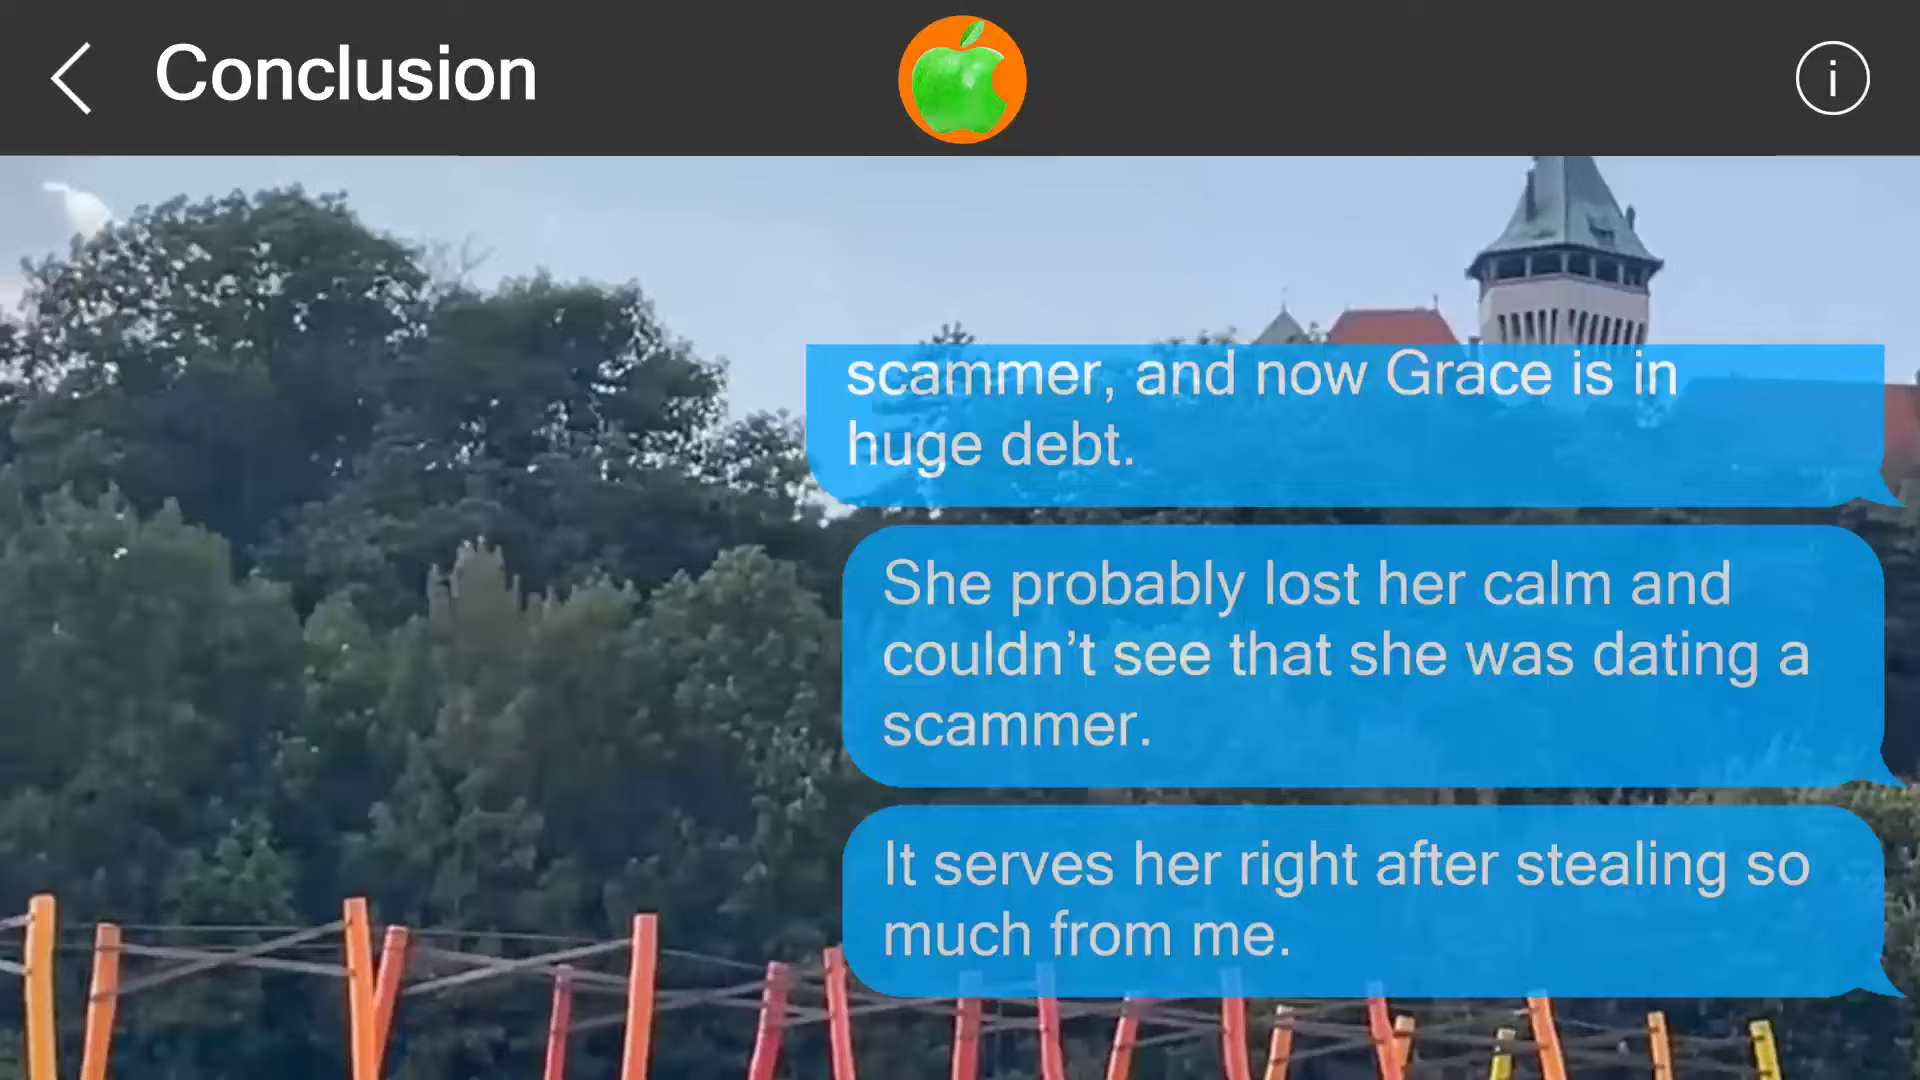 Conclusion
i
scammer, and now Grace is in
huge debt.
She probably lost her calm and
couldn’t see that she was dating a
scammer.
It serves her right after stealing so
much from me.